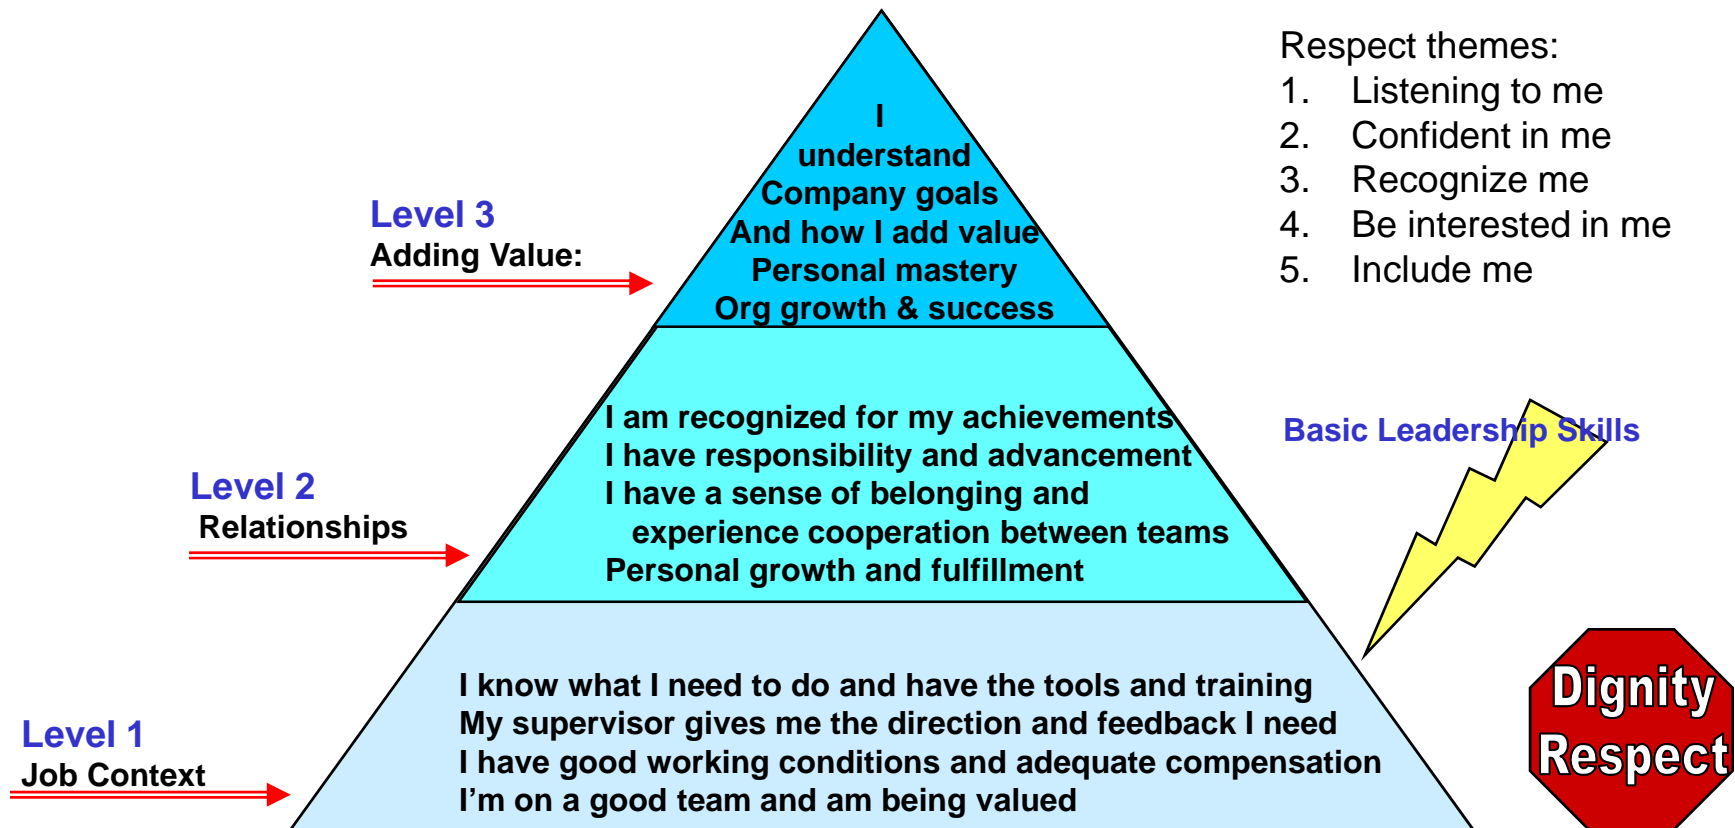 Respect themes:
1. Listening to me
2. Confident in me
3. Recognize me
4. Be interested in me
5. Include me
Level 3
Adding Value:
I
understand
Company goals
And how I add value
Personal mastery
Org growth & success
Level 2
Relationships
I am recognized for my achievements
I have responsibility and advancement
I have a sense of belonging and
experience cooperation between teams
Personal growth and fulfillment
Basic Leadership Skills
Level 1
Job Context
I know what I need to do and have the tools and training
My supervisor gives me the direction and feedback I need
I have good working conditions and adequate compensation
I’m on a good team and am being valued
Dignity
Respect